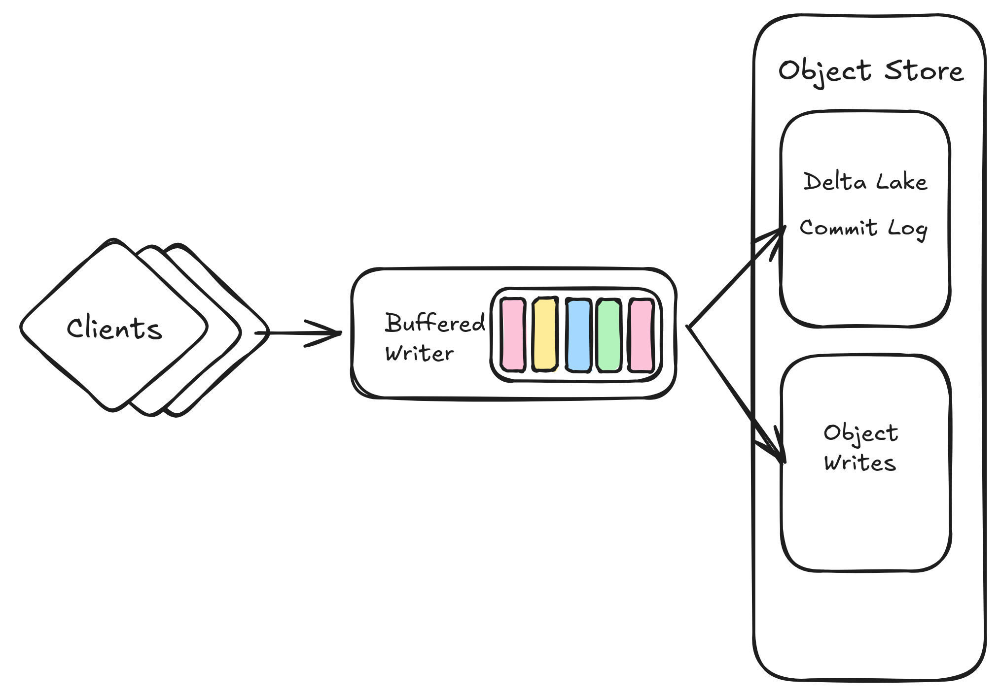 Object Store
Delta Lake
Commit Log
Clients
Buffered
Writer
Object
Writes